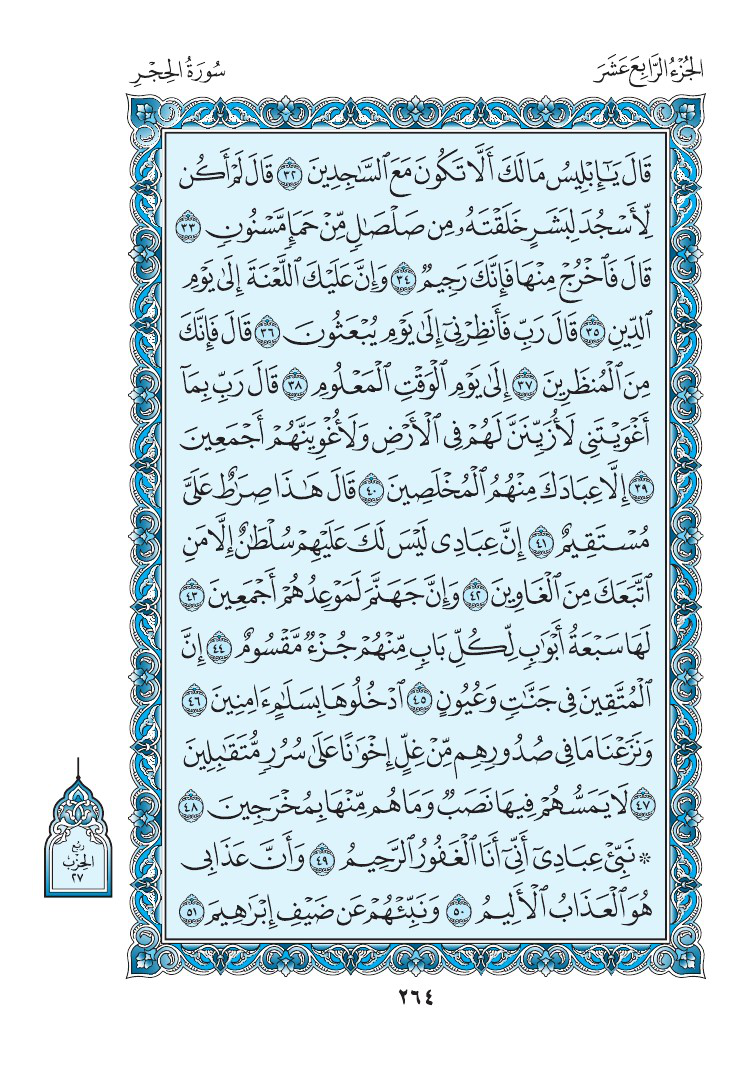 الجُزْءُ الرَّابِعَ عَشَرَ
سُورَةُ الحِجْرِ
قَالَ يَٰٓإِبْلِيسُ مَا لَكَ أَلَّا تَكُونَ مَعَ ٱلسَّٰجِدِينَ ٣٢ قَالَ لَمْ أَكُن
لِّأَسْجُدَ لِبَشَرٍ خَلَقْتَهُۥ مِن صَلْصَٰلٍ مِّنْ حَمَإٍ مَّسْنُونٍ ٣٣
قَالَ فَٱخْرُجْ مِنْهَا فَإِنَّكَ رَجِيمٌ ٣٤ وَإِنَّ عَلَيْكَ ٱللَّعْنَةَ إِلَىٰ يَوْمِ
ٱلدِّينِ ٣٥ قَالَ رَبِّ فَأَنظِرْنِىٓ إِلَىٰ يَوْمِ يُبْعَثُونَ ٣٦ قَالَ فَإِنَّكَ
مِنَ ٱلْمُنظَرِينَ ٣٧ إِلَىٰ يَوْمِ ٱلْوَقْتِ ٱلْمَعْلُومِ ٣٨ قَالَ رَبِّ بِمَآ
أَغْوَيْتَنِى لَأُزَيِّنَنَّ لَهُمْ فِى ٱلْأَرْضِ وَلَأُغْوِيَنَّهُمْ أَجْمَعِينَ
٣٩ إِلَّا عِبَادَكَ مِنْهُمُ ٱلْمُخْلَصِينَ ٤٠ قَالَ هَٰذَا صِرَٰطٌ عَلَىَّ
مُسْتَقِيمٌ ٤١ إِنَّ عِبَادِى لَيْسَ لَكَ عَلَيْهِمْ سُلْطَٰنٌ إِلَّا مَنِ
ٱتَّبَعَكَ مِنَ ٱلْغَاوِينَ ٤٢ وَإِنَّ جَهَنَّمَ لَمَوْعِدُهُمْ أَجْمَعِينَ ٤٣
لَهَا سَبْعَةُ أَبْوَٰبٍ لِّكُلِّ بَابٍ مِّنْهُمْ جُزْءٌ مَّقْسُومٌ ٤٤ إِنَّ
ٱلْمُتَّقِينَ فِى جَنَّٰتٍ وَعُيُونٍ ٤٥ ٱدْخُلُوهَا بِسَلَٰمٍ ءَامِنِينَ ٤٦
وَنَزَعْنَا مَا فِى صُدُورِهِم مِّنْ غِلٍّ إِخْوَٰنًا عَلَىٰ سُرُرٍ مُّتَقَٰبِلِينَ
٤٧ لَا يَمَسُّهُمْ فِيهَا نَصَبٌ وَمَا هُم مِّنْهَا بِمُخْرَجِينَ ٤٨
* نَبِّئْ عِبَادِىٓ أَنِّىٓ أَنَا ٱلْغَفُورُ ٱلرَّحِيمُ ٤٩ وَأَنَّ عَذَابِى
هُوَ ٱلْعَذَابُ ٱلْأَلِيمُ ٥٠ وَنَبِّئْهُمْ عَن ضَيْفِ إِبْرَٰهِيمَ ٥١
ربع
الحزب
٢٧
٢٦٤